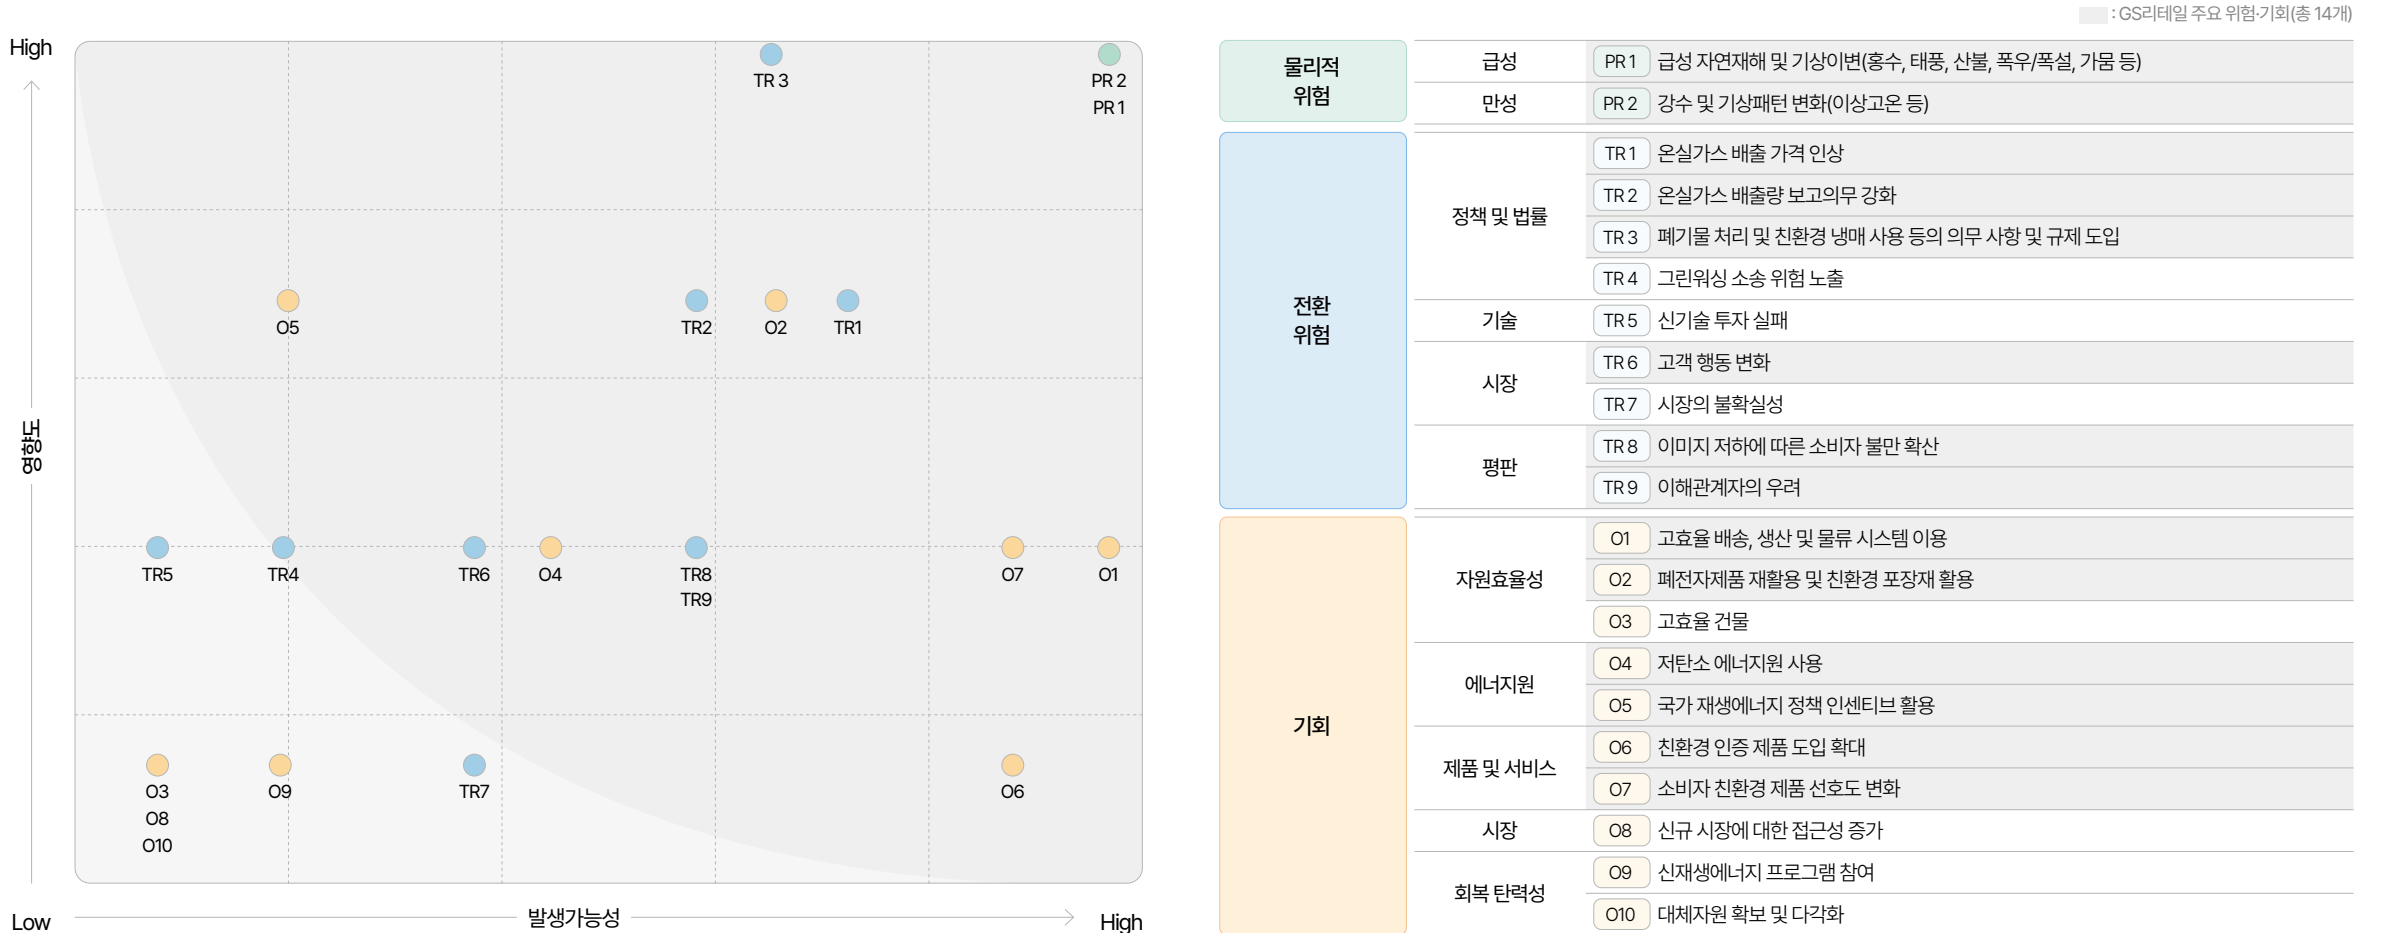 : GS리테일 주요 위험·기회(총 14개)
High
TR 3
PR 2
PR 1
O5
TR2
O2
TR1
영향도
TR5
TR4
TR6
O4
TR8
TR9
O7
O1
O3
O8
O10
O9
TR7
O6
Low
발생가능성
High
물리적
위험
급성
PR 1 급성 자연재해 및 기상이변(홍수, 태풍, 산불, 폭우/폭설, 가뭄 등)
만성
PR 2 강수 및 기상패턴 변화(이상고온 등)
전환
위험
정책 및 법률
TR 1 온실가스 배출 가격 인상
TR 2 온실가스 배출량 보고의무 강화
TR 3 폐기물 처리 및 친환경 냉매 사용 등의 의무 사항 및 규제 도입
TR 4 그린워싱 소송 위험 노출
기술
TR 5 신기술 투자 실패
시장
TR 6 고객 행동 변화
TR 7 시장의 불확실성
평판
TR 8 이미지 저하에 따른 소비자 불만 확산
TR 9 이해관계자의 우려
기회
자원효율성
O1 고효율 배송, 생산 및 물류 시스템 이용
O2 폐전자제품 재활용 및 친환경 포장재 활용
O3 고효율 건물
에너지원
O4 저탄소 에너지원 사용
O5 국가 재생에너지 정책 인센티브 활용
제품 및 서비스
O6 친환경 인증 제품 도입 확대
O7 소비자 친환경 제품 선호도 변화
시장
O8 신규 시장에 대한 접근성 증가
회복 탄력성
O9 신재생에너지 프로그램 참여
O10 대체자원 확보 및 다각화